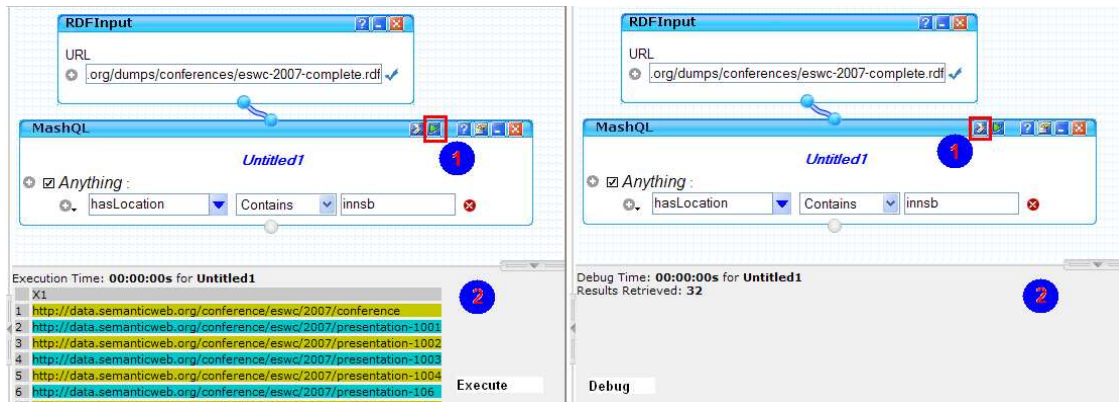 RDFInput
URL
.org/dumps/conferences/eswc-2007-complete.rdf
MashQL
1
Untitled1
Anything :
hasLocation Contains innsb
Execution Time: 00:00:00s for Untitled1
2
X1
1 http://data.semanticweb.org/conference/eswc/2007/conference
2 http://data.semanticweb.org/conference/eswc/2007/presentation-1001
3 http://data.semanticweb.org/conference/eswc/2007/presentation-1002
4 http://data.semanticweb.org/conference/eswc/2007/presentation-1003
5 http://data.semanticweb.org/conference/eswc/2007/presentation-1004
6 http://data.semanticweb.org/conference/eswc/2007/presentation-106
Execute
RDFInput
URL
.org/dumps/conferences/eswc-2007-complete.rdf
MashQL
1
Untitled1
Anything :
hasLocation Contains innsb
Debug Time: 00:00:00s for Untitled1
Results Retrieved: 32
2
Debug